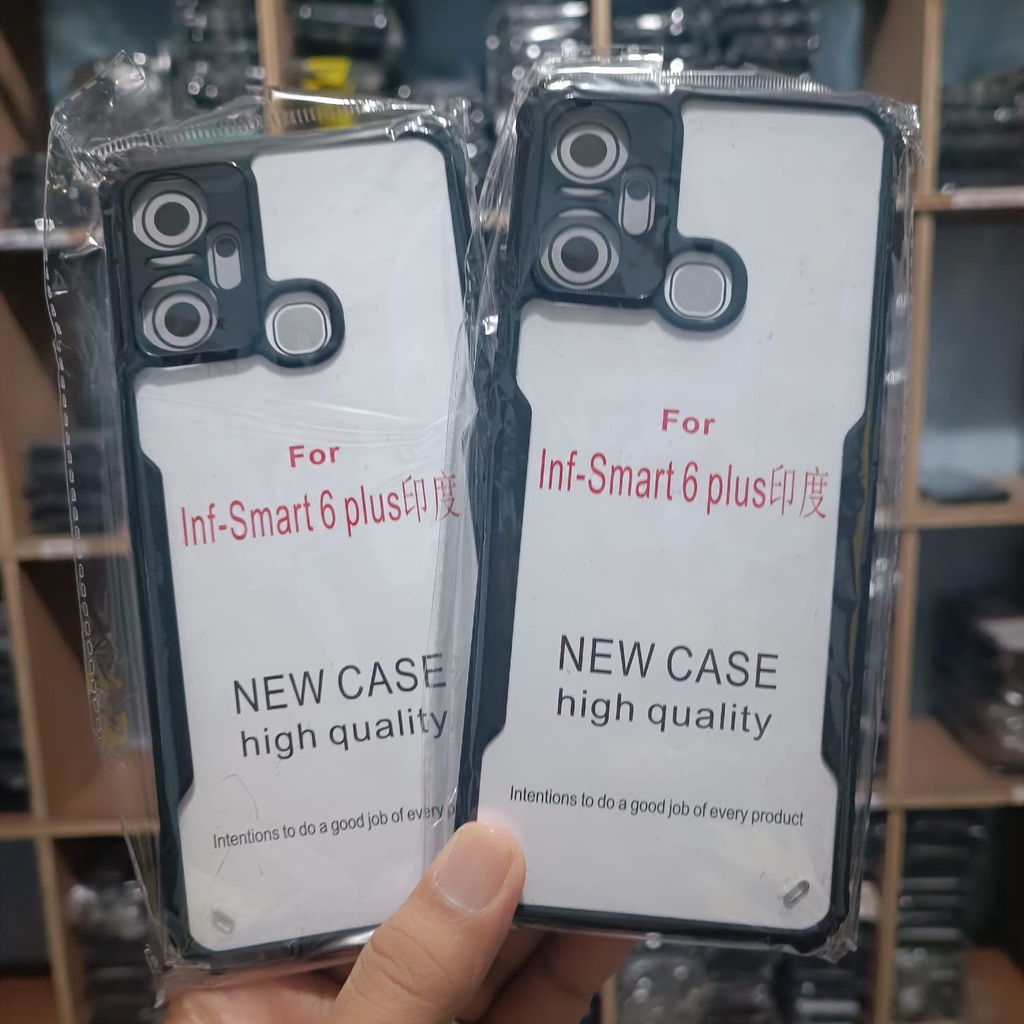 For
Inf-Smart 6 plus印度
NEW CASE
high quality
Intentions to do a good job of every
For
Inf-Smart 6 plus印度
NEW CASE
high quality
Intentions to do a good job of every product